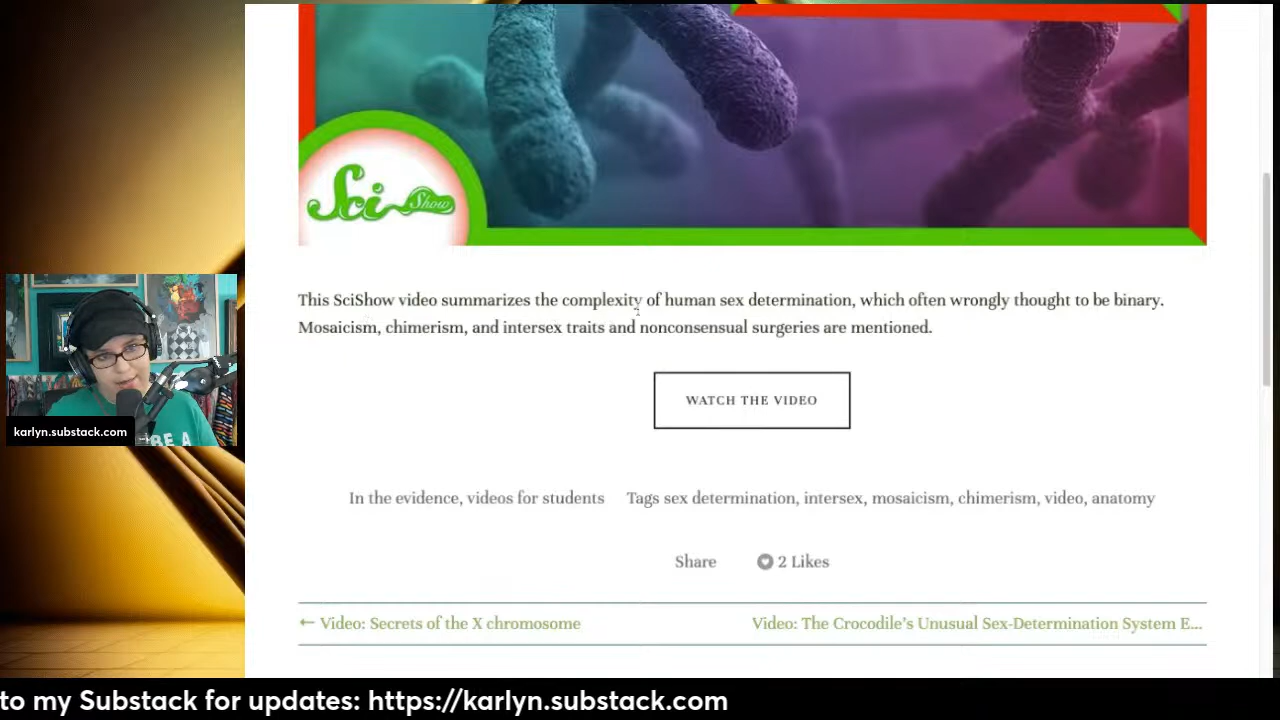 Sci Show
This SciShow video summarizes the complexity of human sex determination, which often wrongly thought to be binary.
Mosaicism, chimerism, and intersex traits and nonconsensual surgeries are mentioned.
WATCH THE VIDEO
karlyn.substack.com
BE A
In the evidence, videos for students Tags sex determination, intersex, mosaicism, chimerism, video, anatomy
Share 2 Likes
← Video: Secrets of the X chromosome Video: The Crocodile's Unusual Sex-Determination System E...
to my Substack for updates: https://karlyn.substack.com